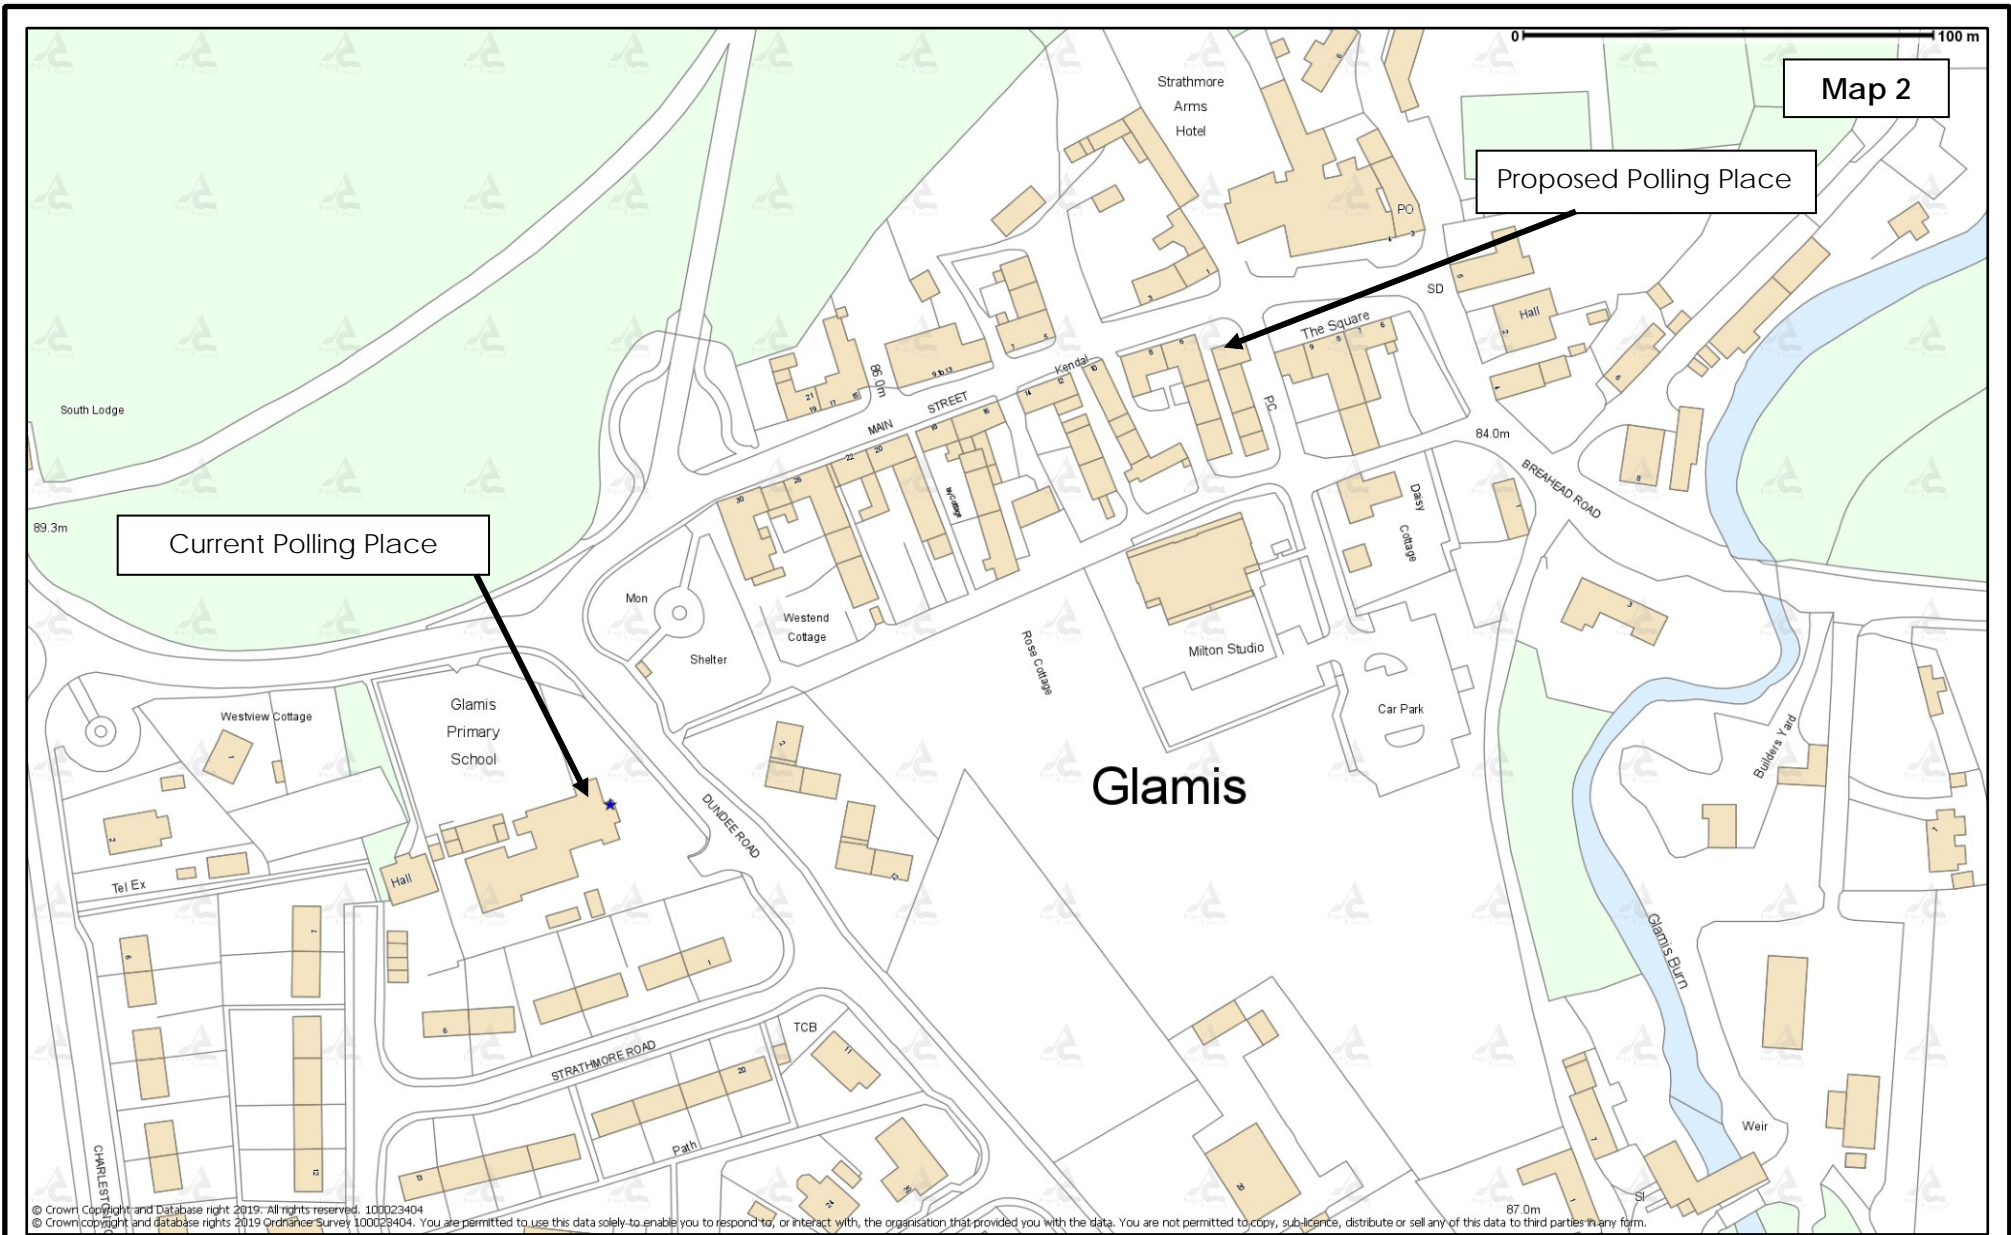 0
100 m
Map 2
Strathmore
Arms
Hotel
Proposed Polling Place
PO
SD
The Square
Hall
Kendal
86.0m
MAIN
STREET
PC
South Lodge
84.0m
BREAHEAD ROAD
Daisy
Cottage
89.3m
Current Polling Place
Mon
Westend
Cottage
Shelter
Rose Cottage
Milton Studio
Car Park
Westview Cottage
Glamis
Primary
School
Glamis
DUNDEE ROAD
Builders Yard
Tel Ex
Hall
Glamis Burn
TCB
STRATHMORE ROAD
Path
Weir
Sl
87.0m
© Crown Copyright and Database right 2019. All rights reserved. 100023404
© Crown copyright and database rights 2019 Ordnance Survey 100023404. You are permitted to use this data solely to enable you to respond to, or interact with, the organisation that provided you with the data. You are not permitted to copy, sub-licence, distribute or sell any of this data to third parties in any form.